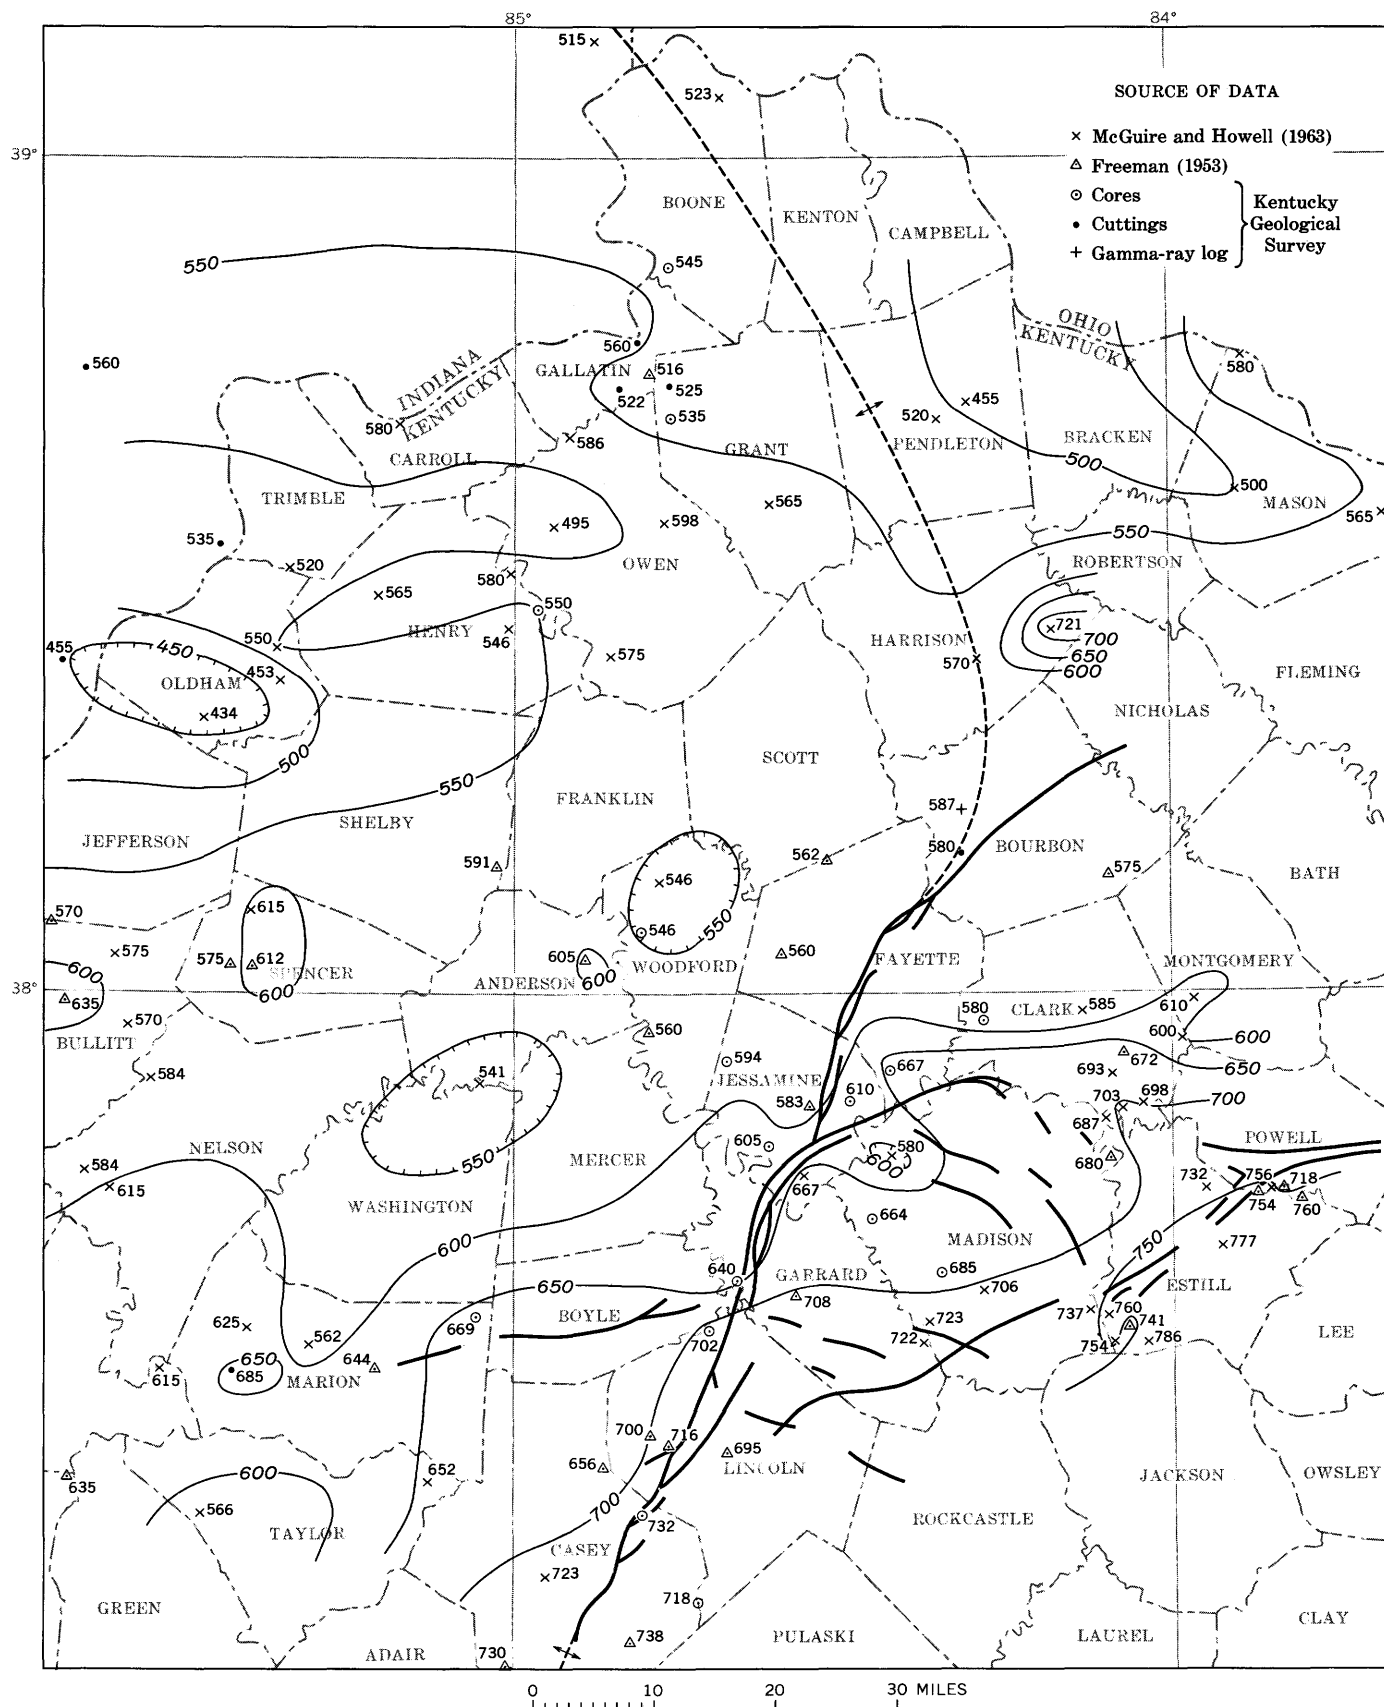 85°
84°
515
523
SOURCE OF DATA
McGuire and Howell (1963)
39°
Freeman (1953)
Cores
Cuttings
Gamma-ray log
Kentucky
Geological
Survey
BOONE
KENTON
CAMPBELL
550
545
OHIO
KENTUCKY
560
560
INDIANA
KENTUCKY
GALLATIN
516
525
522
535
580
455
520
580
586
CARROLL
GRANT
PENDLETON
BRACKEN
500
500
MASON
565
TRIMBLE
495
598
565
535
520
OWEN
550
ROBERTSON
580
565
550
550
HENRY
546
575
HARRISON
570
721
700
650
600
455
450
453
OLDHAM
434
FLEMING
NICHOLAS
500
550
SCOTT
FRANKLIN
587
SHELBY
JEFFERSON
580
BOURBON
591
562
575
BATH
546
550
615
570
575
575
612
SPENCER
600
546
605
600
WOODFORD
560
FAYETTE
MONTGOMERY
600
38°
635
ANDERSON
570
BULLITT
560
580
CLARK
585
610
600
600
584
594
JESSAMINE
541
667
672
693
650
583
610
703
698
700
687
NELSON
550
MERCER
605
580
600
680
POWELL
584
615
667
732
756
718
754
760
WASHINGTON
664
MADISON
600
750
777
640
GARRARD
685
650
706
ESTILL
BOYLE
708
737
760
741
625
562
669
702
723
722
754
786
LEE
644
650
685
615
MARION
700
716
695
LINCOLN
656
635
600
652
JACKSON
OWSLEY
566
700
732
ROCKCASTLE
TAYLOR
CASEY
723
718
GREEN
CLAY
738
PULASKI
LAUREL
ADAIR
730
0 10 20 30 MILES